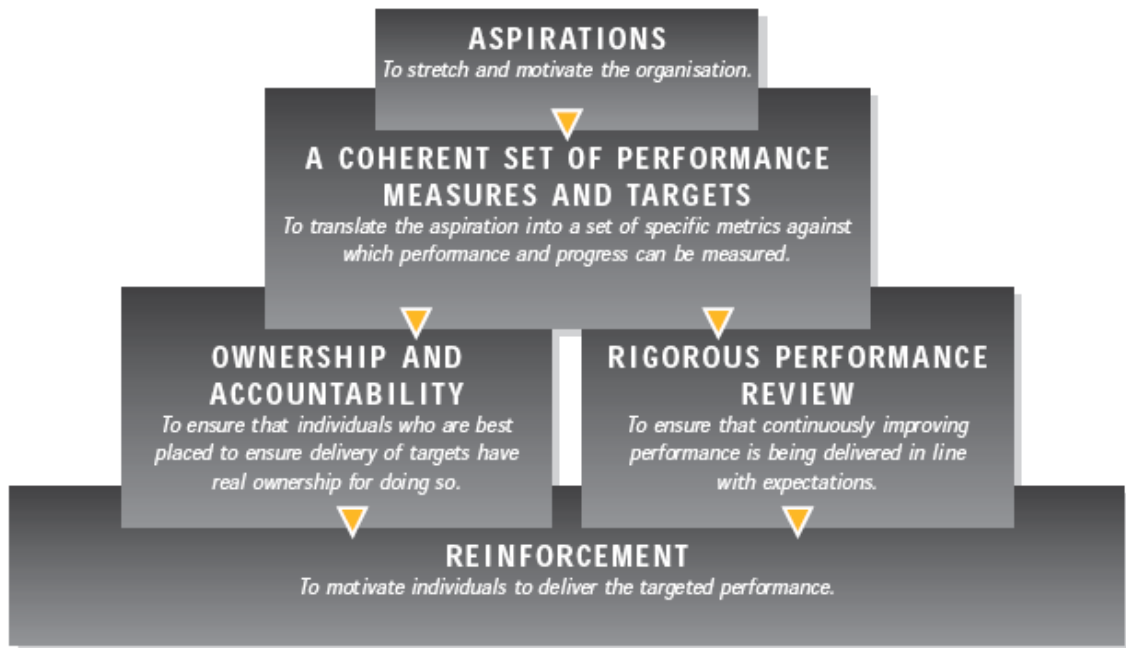 ASPIRATIONS
To stretch and motivate the organisation.
A COHERENT SET OF PERFORMANCE
MEASURES AND TARGETS
To translate the aspiration into a set of specific metrics against
which performance and progress can be measured.
OWNERSHIP AND
ACCOUNTABILITY
To ensure that individuals who are best
placed to ensure delivery of targets have
real ownership for doing so.
RIGOROUS PERFORMANCE
REVIEW
To ensure that continuously improving
performance is being delivered in line
with expectations.
REINFORCEMENT
To motivate individuals to deliver the targeted performance.